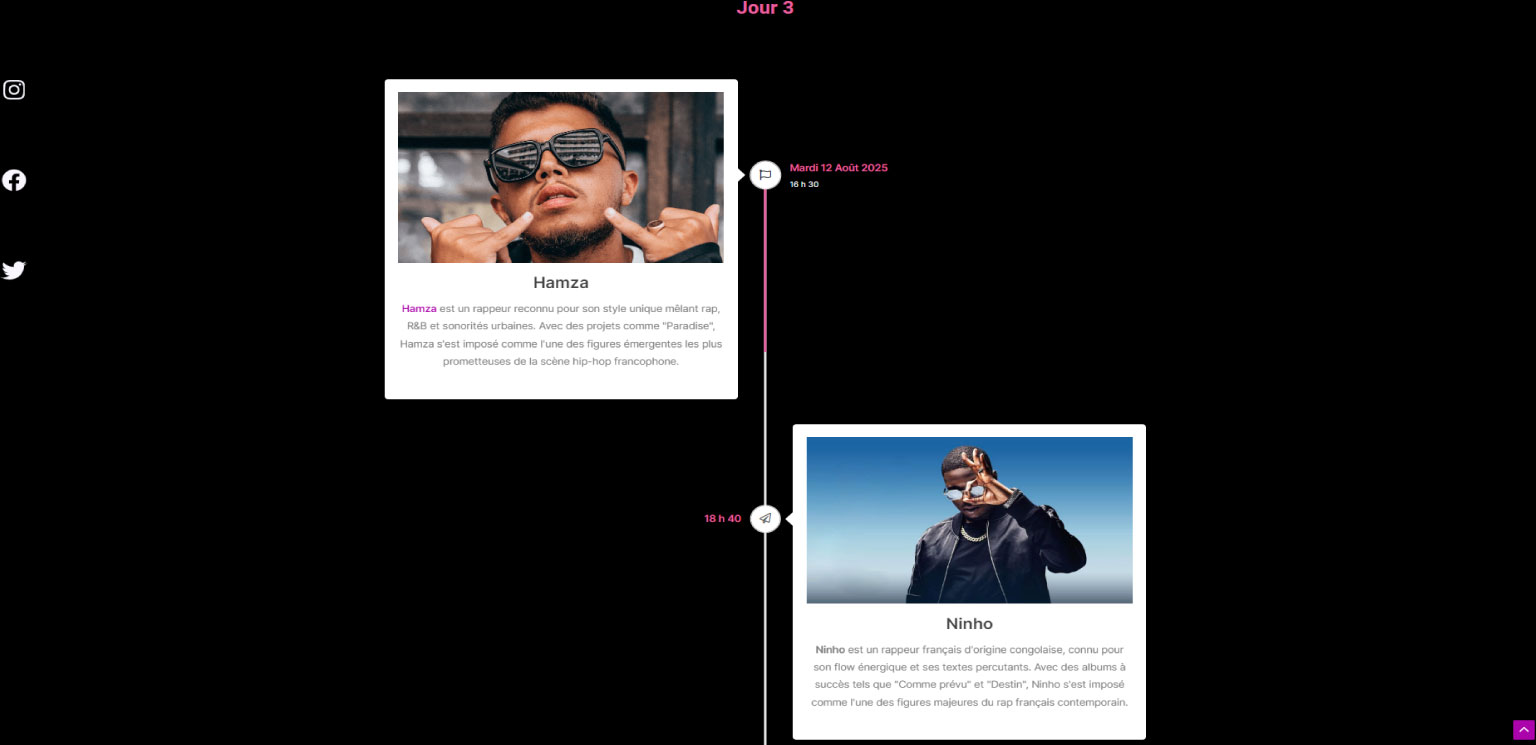 Jour 3
Mardi 12 Août 2025
16 h 30
Hamza
Hamza est un rappeur reconnu pour son style unique mêlant rap,
R&B et sonorités urbaines. Avec des projets comme "Paradise",
Hamza s'est imposé comme l'une des figures émergentes les plus
prometteuses de la scène hip-hop francophone.
18 h 40
Ninho
Ninho est un rappeur français d'origine congolaise, connu pour
son flow énergique et ses textes percutants. Avec des albums à
succès tels que "Comme prévu" et "Destin", Ninho s'est imposé
comme l'une des figures majeures du rap français contemporain.